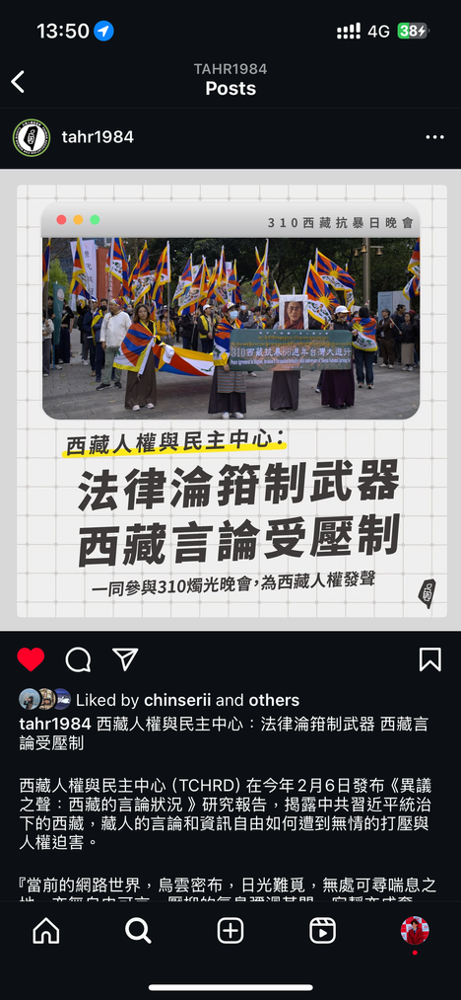 13:50
4G
38
TAHR1984
Posts
tahr1984
310西藏抗暴日晚會
310西藏抗暴66週年台灣大遊行
西藏人權與民主中心：
法律淪箝制武器
西藏言論受壓制
一同參與310燭光晚會，為西藏人權發聲
Liked by chinserii and others
tahr1984 西藏人權與民主中心：法律淪箝制武器 西藏言
論受壓制
西藏人權與民主中心（TCHRD）在今年2月6日發布《異議
之聲：西藏的言論狀況 》研究報告，揭露中共習近平統治
下的西藏，藏人的言論和資訊自由如何遭到無情的打壓與
人權迫害。
『當前的網路世界，烏雲密布，日光難覓，無處可尋喘息之